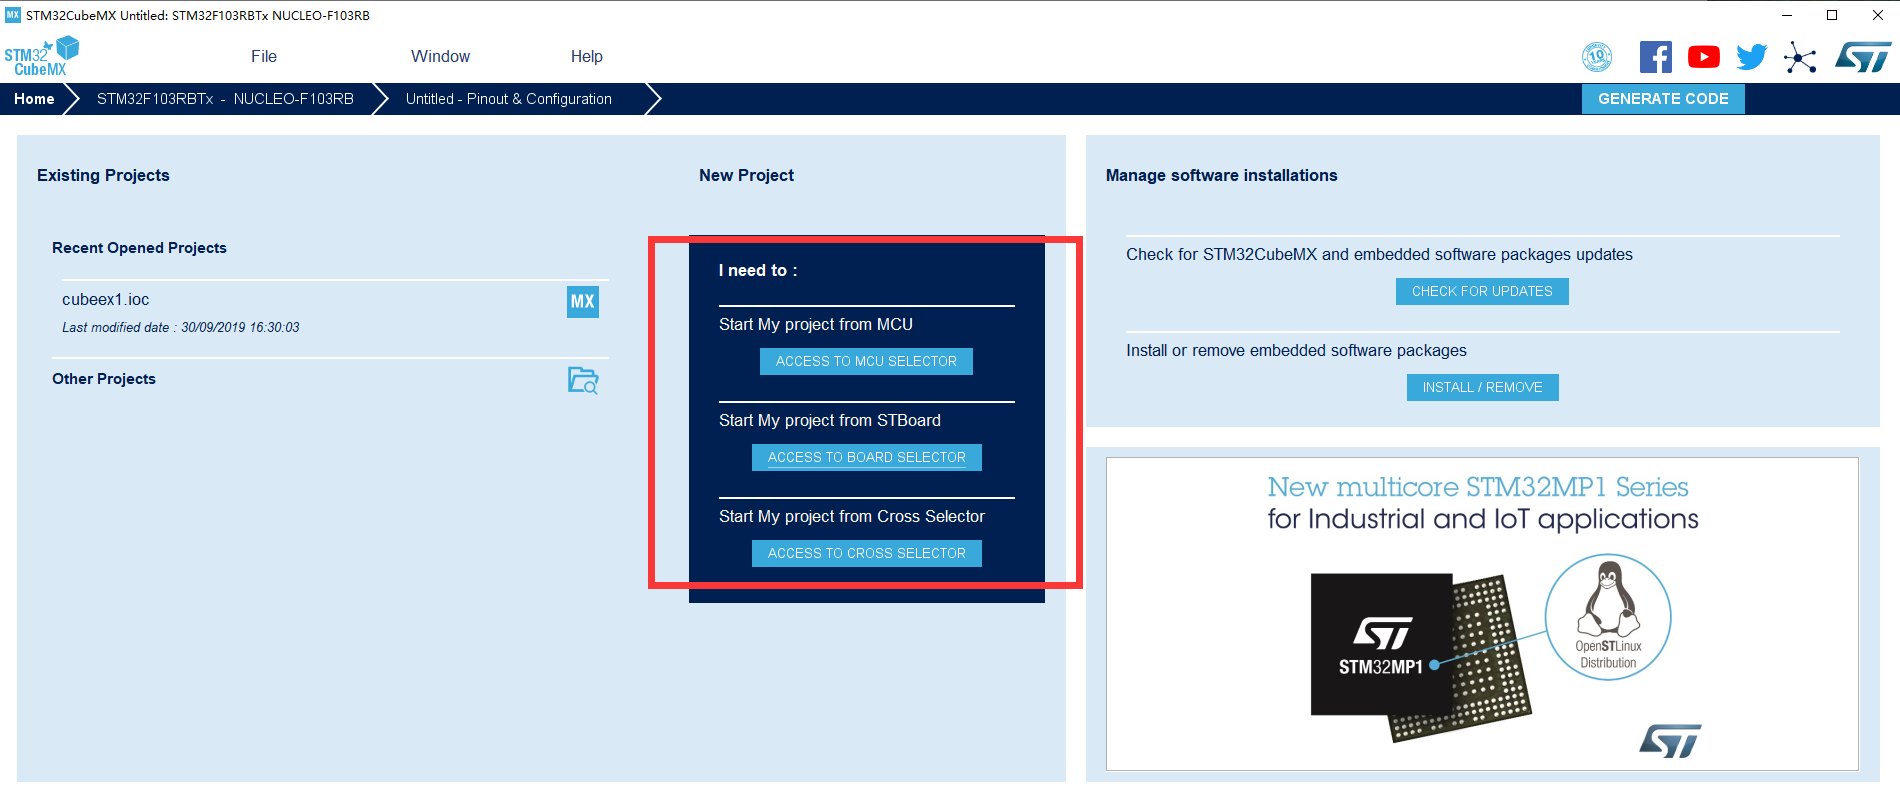 MX STM32CubeMX Untitled: STM32F103RBTx NUCLEO-F103RB
STM32
CubeMX
File
Window
Help
10
Home
STM32F103RBTx - NUCLEO-F103RB
Untitled - Pinout & Configuration
GENERATE CODE
Existing Projects
Recent Opened Projects
cubeex1.ioc
MX
Last modified date : 30/09/2019 16:30:03
Other Projects
New Project
I need to :
Start My project from MCU
ACCESS TO MCU SELECTOR
Start My project from STBoard
ACCESS TO BOARD SELECTOR
Start My project from Cross Selector
ACCESS TO CROSS SELECTOR
Manage software installations
Check for STM32CubeMX and embedded software packages updates
CHECK FOR UPDATES
Install or remove embedded software packages
INSTALL / REMOVE
New multicore STM32MP1 Series
for Industrial and IoT applications
ST
STM32MP1
OpenSTLinux
Distribution
ST